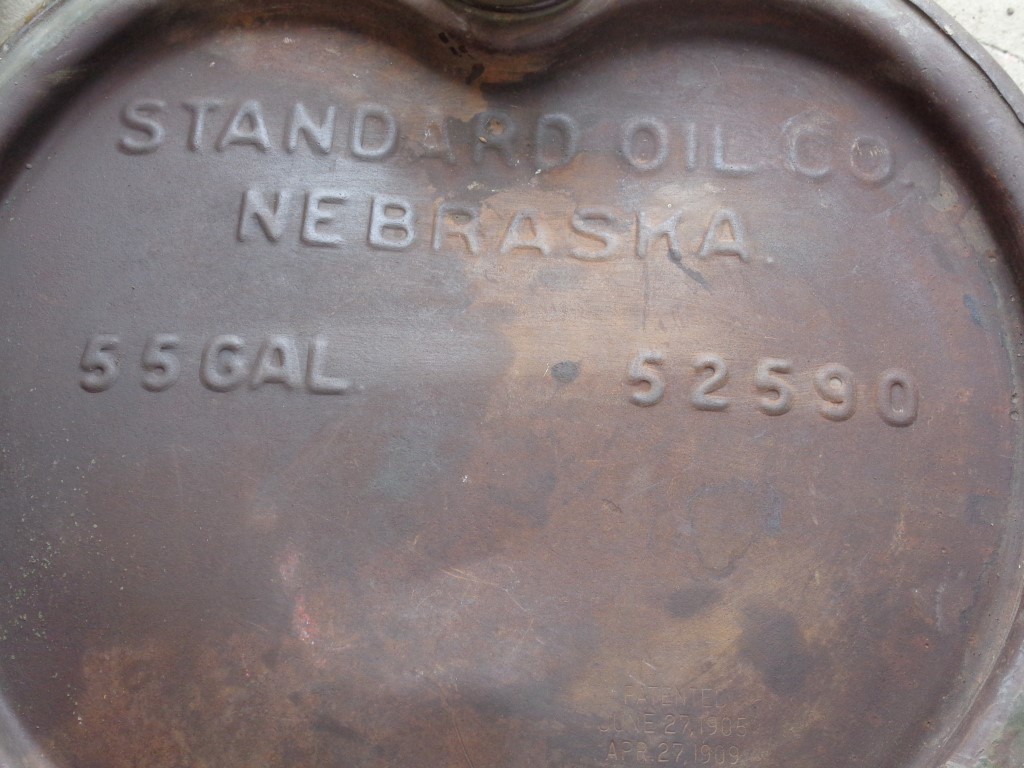 STANDARD OIL CO.
NEBRASKA.
55 GAL. 52590
PATENTED
JUNE 27, 1905
APR. 27, 1909